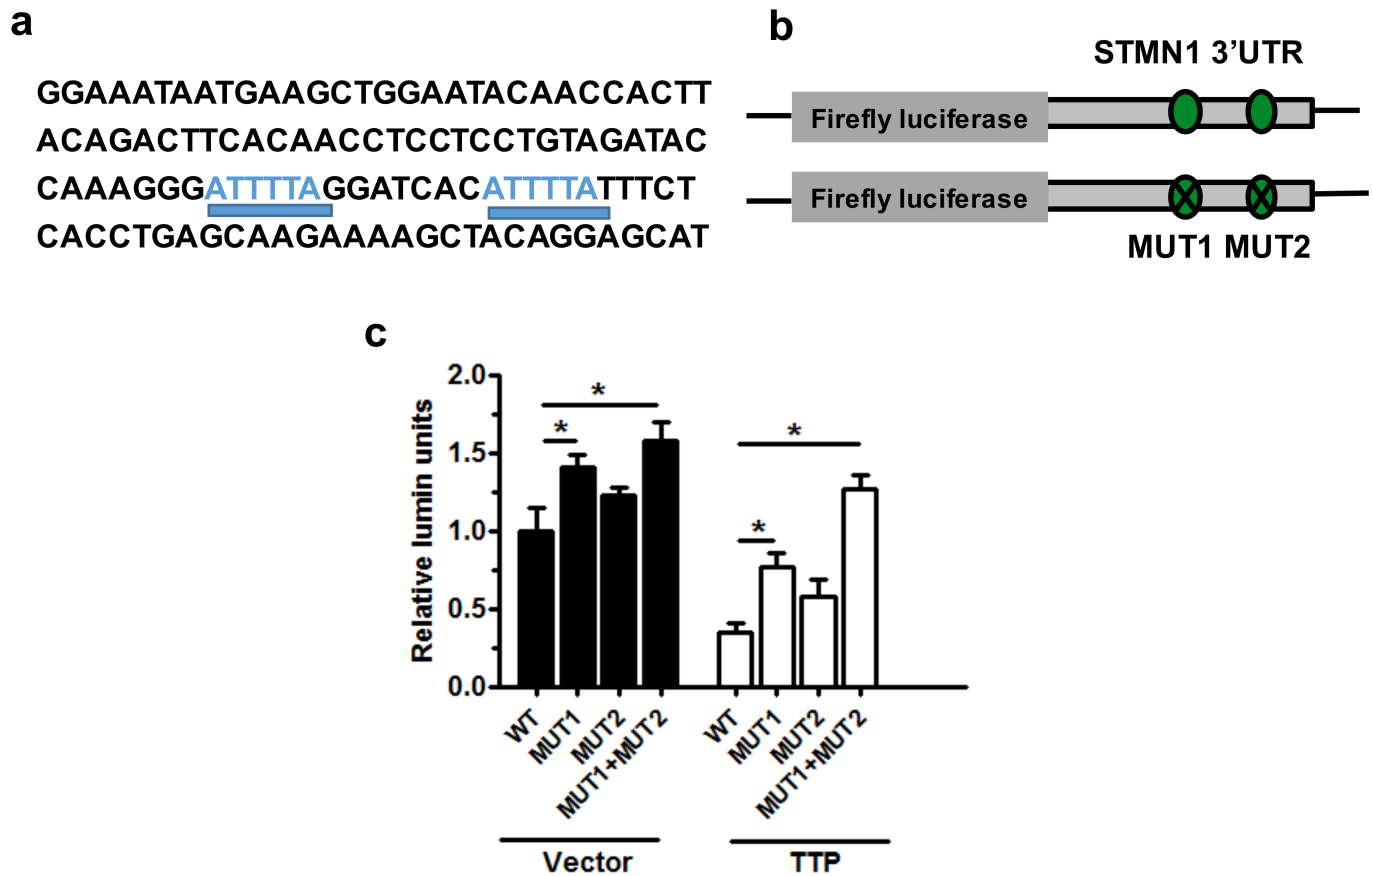 a
GGAAATAATGAAGCTGGAATACAACCACTT
ACAGACTTCACAACCTCCTCCTGTAGATAC
CAAAGGGATTTTAGGATCACATTTTATTTCT
CACCTGAGCAAGAAAAGCTACAGGAGCAT
b
STMN1 3’UTR
Firefly luciferase
Firefly luciferase
MUT1 MUT2
c
Relative lumin units
2.0
1.5
1.0
0.5
0.0
*
*
*
*
WT
MUT1
MUT2
MUT1+MUT2
WT
MUT1
MUT2
MUT1+MUT2
Vector
TTP